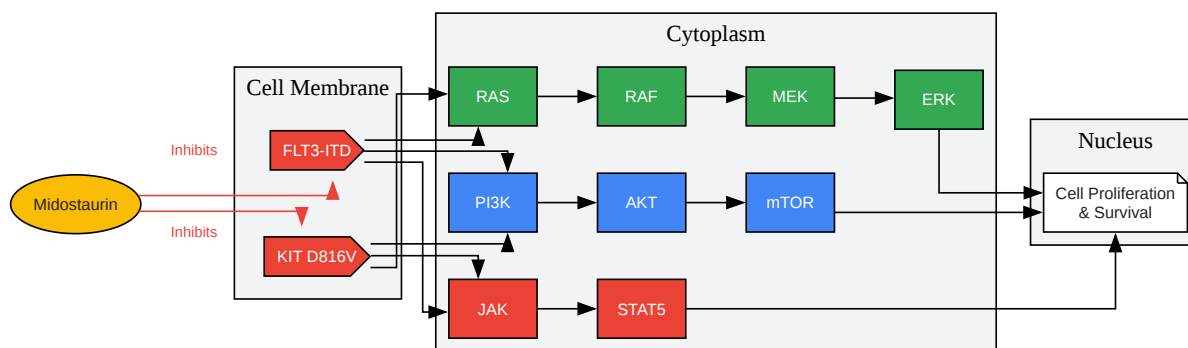 Cytoplasm
Cell Membrane
RAS
RAF
MEK
ERK
Nucleus
Inhibits
FLT3-ITD
Midostaurin
PI3K
AKT
mTOR
Cell Proliferation
& Survival
Inhibits
KIT D816V
JAK
STAT5